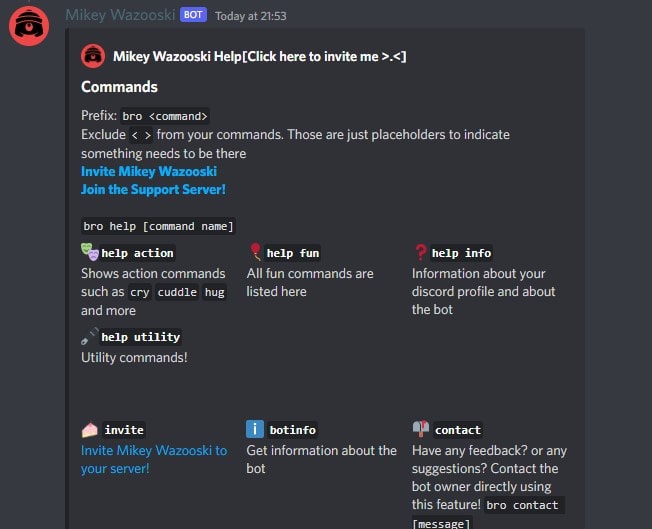 Mikey Wazooski BOT Today at 21:53
Mikey Wazooski Help[Click here to invite me >.<]
Commands
Prefix: bro <command>
Exclude < > from your commands. Those are just placeholders to indicate
something needs to be there
Invite Mikey Wazooski
Join the Support Server!
bro help [command name]
help action
Shows action commands
such as cry cuddle hug
and more
help fun
All fun commands are
listed here
help info
Information about your
discord profile and about
the bot
help utility
Utility commands!
invite
Invite Mikey Wazooski to
your server!
botinfo
Get information about the
bot
contact
Have any feedback? or any
suggestions? Contact the
bot owner directly using
this feature! bro contact
[message]